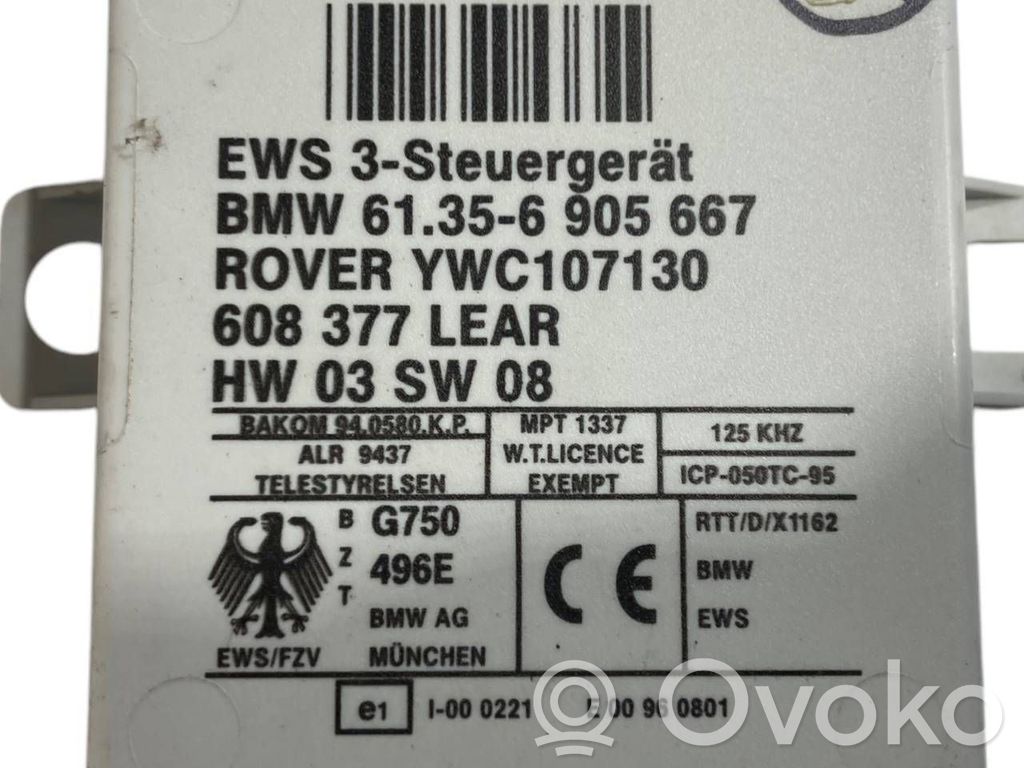 EWS 3-Steuergerät
BMW 61.35-6 905 667
ROVER YWC107130
608 377 LEAR
HW 03 SW 08
BAKOM 94.0580.K.P.
ALR 9437
TELESTYRELSEN
MPT 1337
W.T.LICENCE
EXEMPT
125 KHZ
ICP-050TC-95
BZT
G750
496E
BMW AG
MÜNCHEN
EWS/FZV
CE
RTT/D/X1162
BMW
EWS
e1 I-00 0221 E 00 96 0801
Ovoko